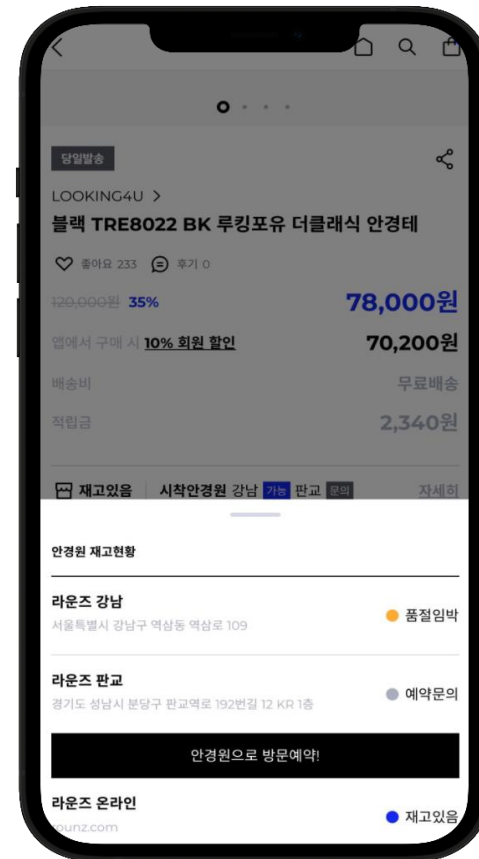 당일발송
LOOKING4U >
블랙 TRE8022 BK 루킹포유 더클래식 안경테
좋아요 233 후기 0
120,000원 35% 78,000원
앱에서 구매 시 10% 회원 할인 70,200원
배송비 무료배송
적립금 2,340원
재고있음 시착안경원 강남 가능 판교 문의 자세히
안경원 재고현황
라운즈 강남
서울특별시 강남구 역삼동 역삼로 109 품절임박
라운즈 판교
경기도 성남시 분당구 판교역로 192번길 12 KR 1층 예약문의
안경원으로 방문예약!
라운즈 온라인
rounz.com 재고있음